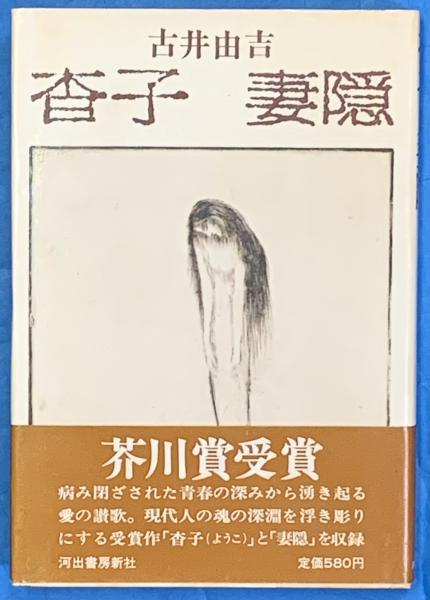 古井由吉
杳子 妻隠
芥川賞受賞
病み閉ざされた青春の深みから湧き起る
愛の讃歌。現代人の魂の深淵を浮き彫り
にする受賞作「杳子(ようこ)」と「妻隠」を収録
河出書房新社 定価580円